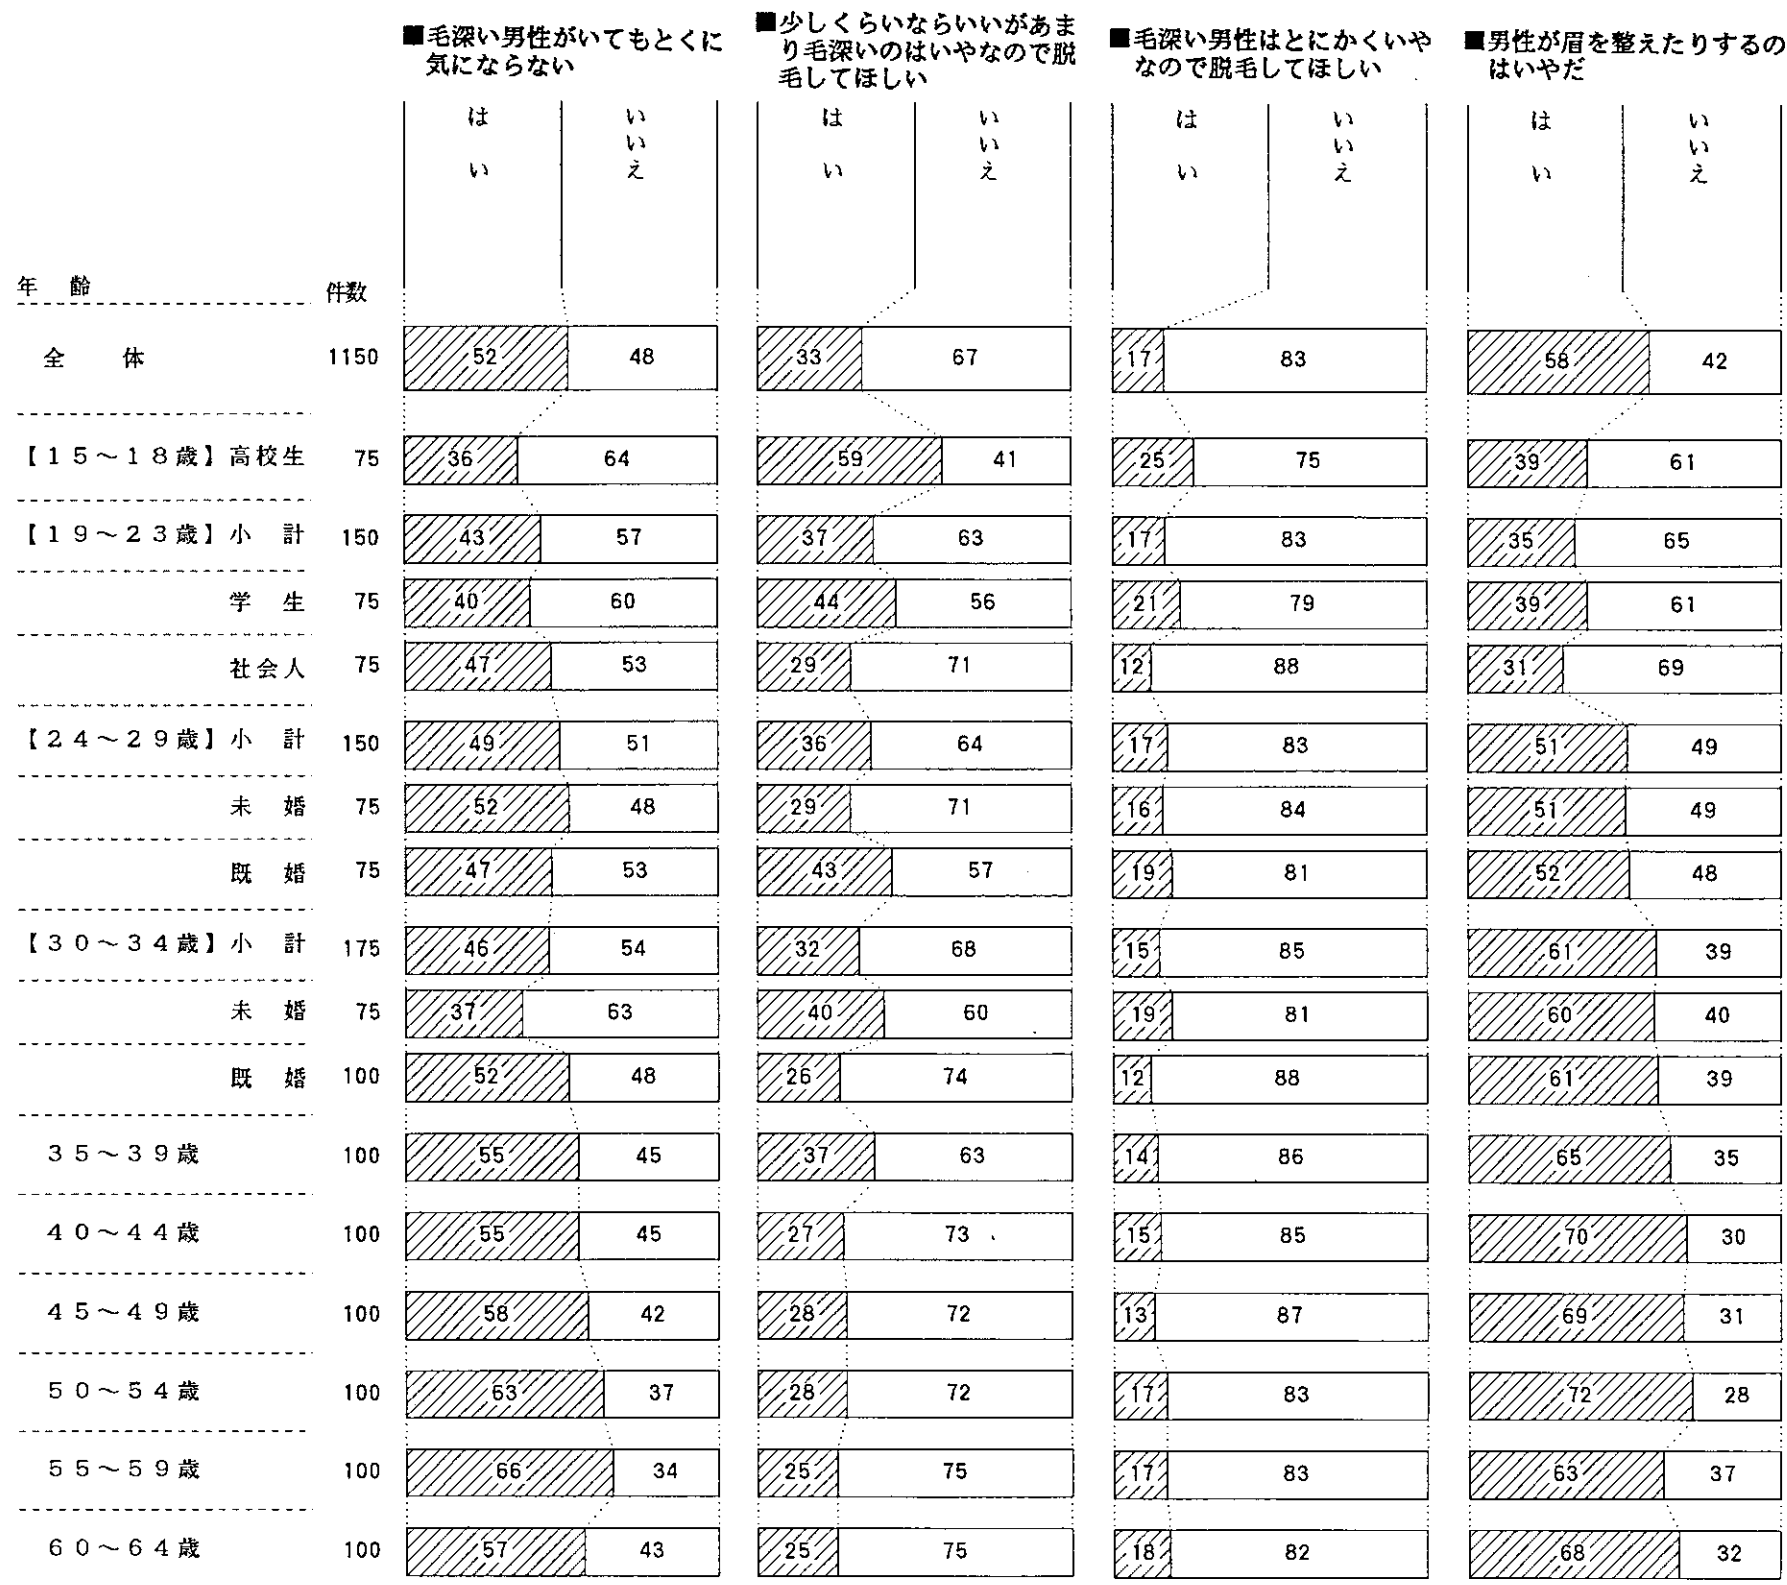 ■毛深い男性がいてもとくに
気にならない
■少しくらいならいいがあま
り毛深いのはいやなので脱
毛してほしい
■毛深い男性はとにかくいや
なので脱毛してほしい
■男性が眉を整えたりするの
はいやだ
はい いいえ はい いいえ はい いいえ はい いいえ
年 齢 件数
全 体 1150 52 48 33 67 17 83 58 42
【15～18歳】高校生 75 36 64 59 41 25 75 39 61
【19～23歳】小 計 150 43 57 37 63 17 83 35 65
学 生 75 40 60 44 56 21 79 39 61
社会人 75 47 53 29 71 12 88 31 69
【24～29歳】小 計 150 49 51 36 64 17 83 51 49
未 婚 75 52 48 29 71 16 84 51 49
既 婚 75 47 53 43 57 19 81 52 48
【30～34歳】小 計 175 46 54 32 68 15 85 61 39
未 婚 75 37 63 40 60 19 81 60 40
既 婚 100 52 48 26 74 12 88 61 39
35～39歳 100 55 45 37 63 14 86 65 35
40～44歳 100 55 45 27 73 15 85 70 30
45～49歳 100 58 42 28 72 13 87 69 31
50～54歳 100 63 37 28 72 17 83 72 28
55～59歳 100 66 34 25 75 17 83 63 37
60～64歳 100 57 43 25 75 18 82 68 32